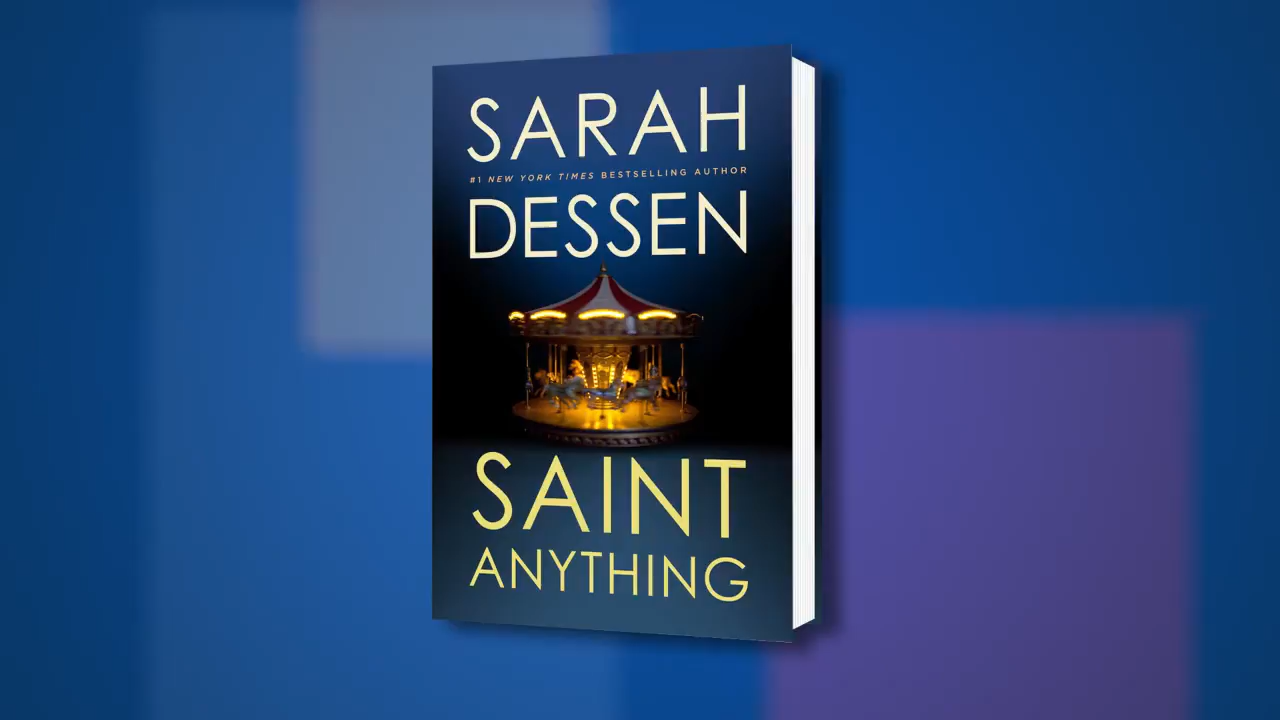 SARAH
#1 NEW YORK TIMES BESTSELLING AUTHOR
DESSEN
SAINT
ANYTHING